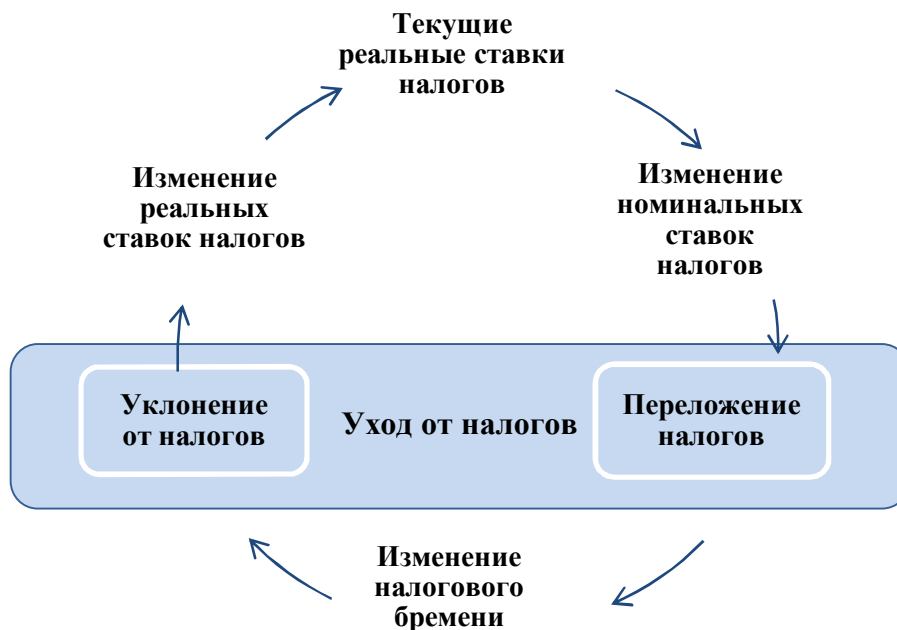 Текущие
реальные ставки
налогов
Изменение
реальных
ставок налогов
Изменение
номинальных
ставок
налогов
Уклонение
от налогов
Уход от налогов
Переложение
налогов
Изменение
налогового
бремени